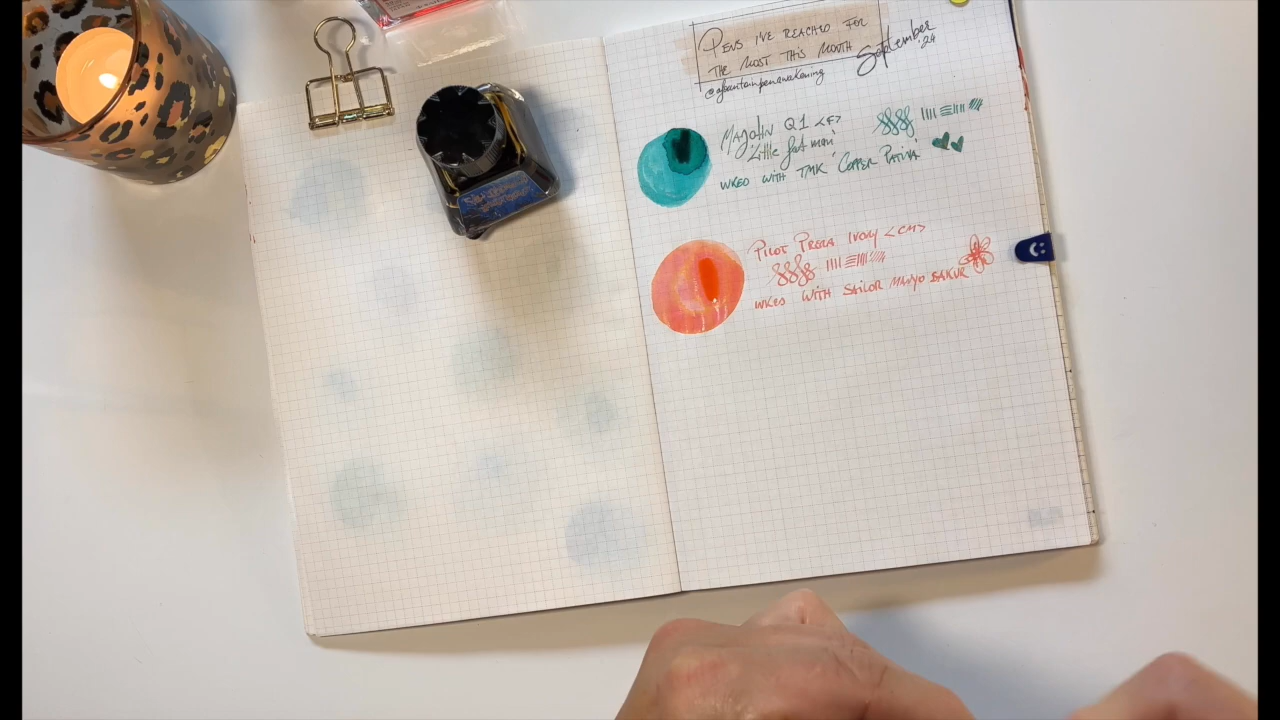 PENS I'VE REACHED FOR
THE MOST THIS MONTH
September
'24
@afountainpenawakening
MAJOHN Q1 <F>
'Little fat man'
INKED WITH TMK 'COPPER PATINA'
PILOT PRERA IVORY <CM>
INKED WITH SAILOR MANYO SAKUR